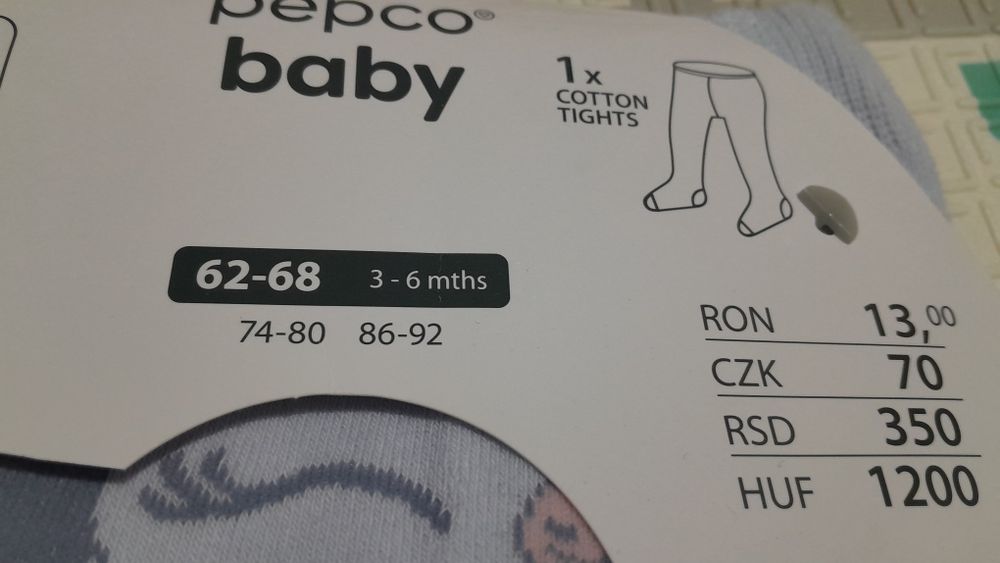 pepco®
baby
1 x
COTTON
TIGHTS
62-68 3 - 6 mths
74-80 86-92
RON 13,00
CZK 70
RSD 350
HUF 1200